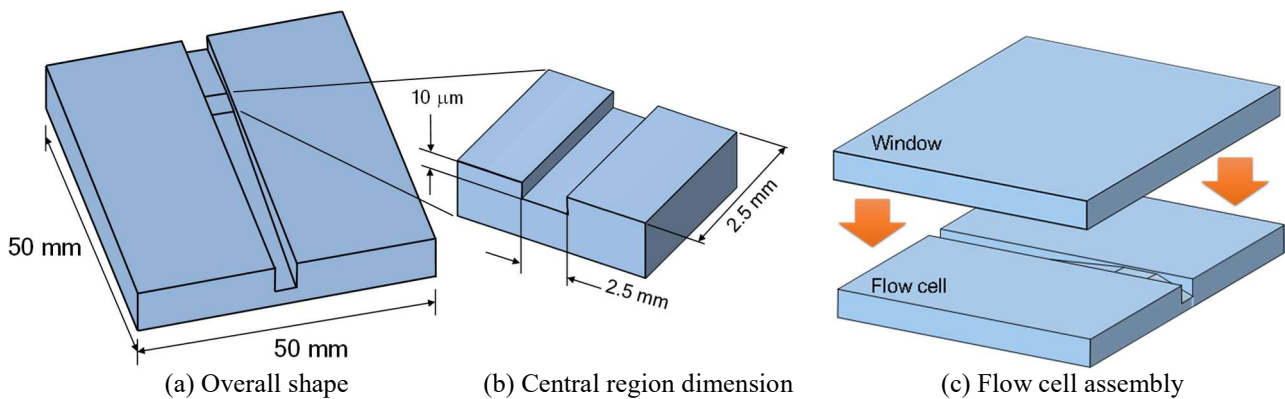 10 μm
50 mm
50 mm
2.5 mm
2.5 mm
Window
Flow cell
(a) Overall shape
(b) Central region dimension
(c) Flow cell assembly